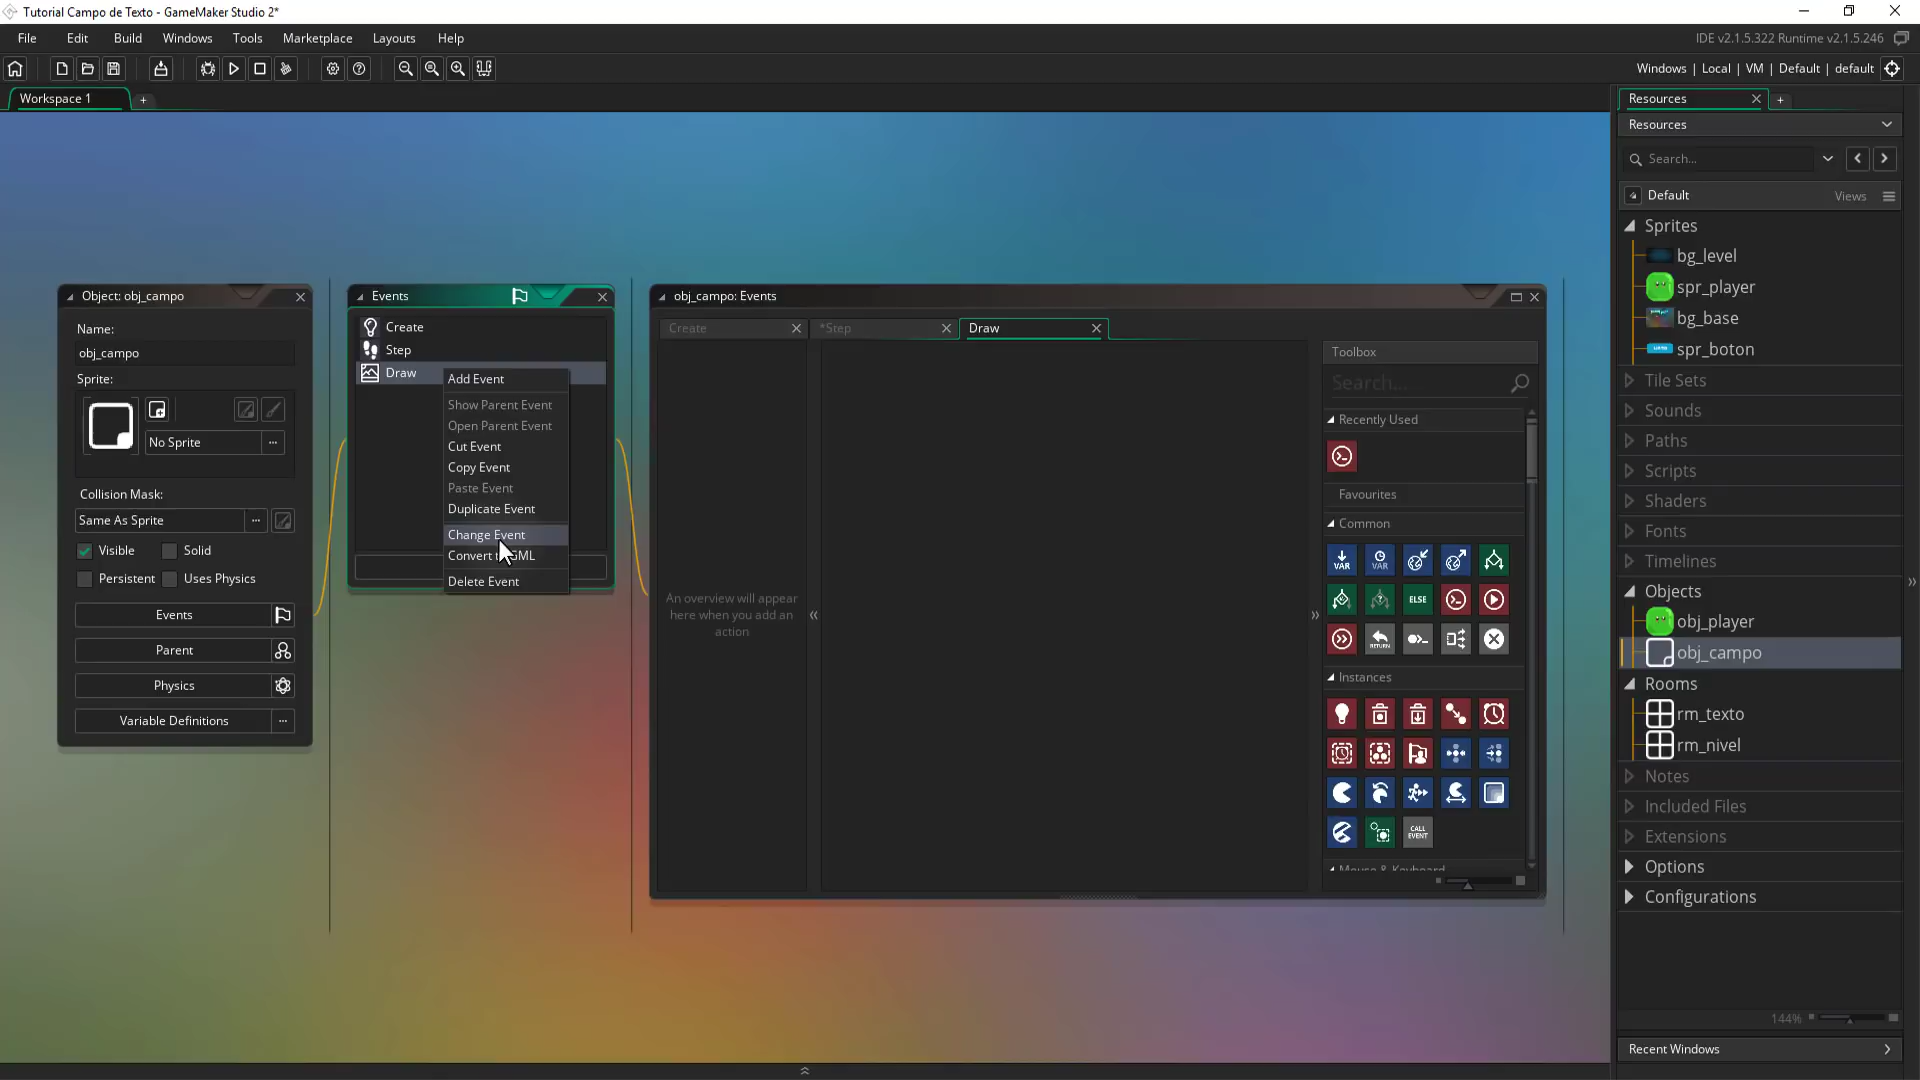 Tutorial Campo de Texto - GameMaker Studio 2*
File Edit Build Windows Tools Marketplace Layouts Help
IDE v2.1.5.322 Runtime v2.1.5.246
Windows | Local | VM | Default | default
Workspace 1
Object: obj_campo
Name:
obj_campo
Sprite:
No Sprite
Collision Mask:
Same As Sprite
Visible
Solid
Persistent
Uses Physics
Events
Parent
Physics
Variable Definitions
Events
Create
Step
Draw
Add Event
Show Parent Event
Open Parent Event
Cut Event
Copy Event
Paste Event
Duplicate Event
Change Event
Convert GML
Delete Event
obj_campo: Events
Create
*Step
Draw
An overview will appear
here when you add an
action
Toolbox
Search...
Recently Used
Favourites
Common
VAR
VAR
ELSE
RETURN
Instances
CALL
EVENT
Mouse & Keyboard
Resources
Resources
Search...
Default
Views
Sprites
bg_level
spr_player
bg_base
spr_boton
Tile Sets
Sounds
Paths
Scripts
Shaders
Fonts
Timelines
Objects
obj_player
obj_campo
Rooms
rm_texto
rm_nivel
Notes
Included Files
Extensions
Options
Configurations
144%
Recent Windows